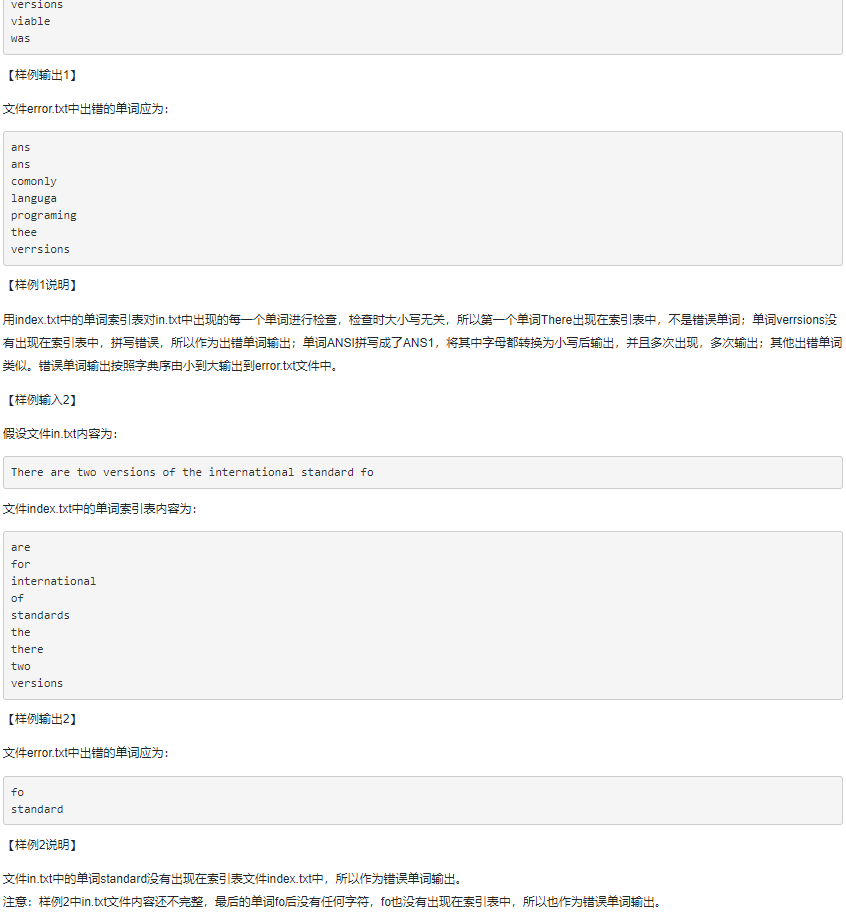 versions
viable
was
【样例输出1】
文件error.txt中出错的单词应为：
ans
ans
comonly
languga
programing
thee
verrsions
【样例1说明】
用index.txt中的单词索引表对in.txt中出现的每一个单词进行检查，检查时大小写无关，所以第一个单词There出现在索引表中，不是错误单词；单词verrsions没
有出现在索引表中，拼写错误，所以作为出错单词输出；单词ANSI拼写成了ANS1，将其中字母都转换为小写后输出，并且多次出现，多次输出；其他出错单词
类似。错误单词输出按照字典序由小到大输出到error.txt文件中。
【样例输入2】
假设文件in.txt内容为：
There are two versions of the international standard fo
文件index.txt中的单词索引表内容为：
are
for
international
of
standards
the
there
two
versions
【样例输出2】
文件error.txt中出错的单词应为：
fo
standard
【样例2说明】
文件in.txt中的单词standard没有出现在索引表文件index.txt中，所以作为错误单词输出。
注意：样例2中in.txt文件内容还不完整，最后的单词fo后没有任何字符，fo也没有出现在索引表中，所以也作为错误单词输出。